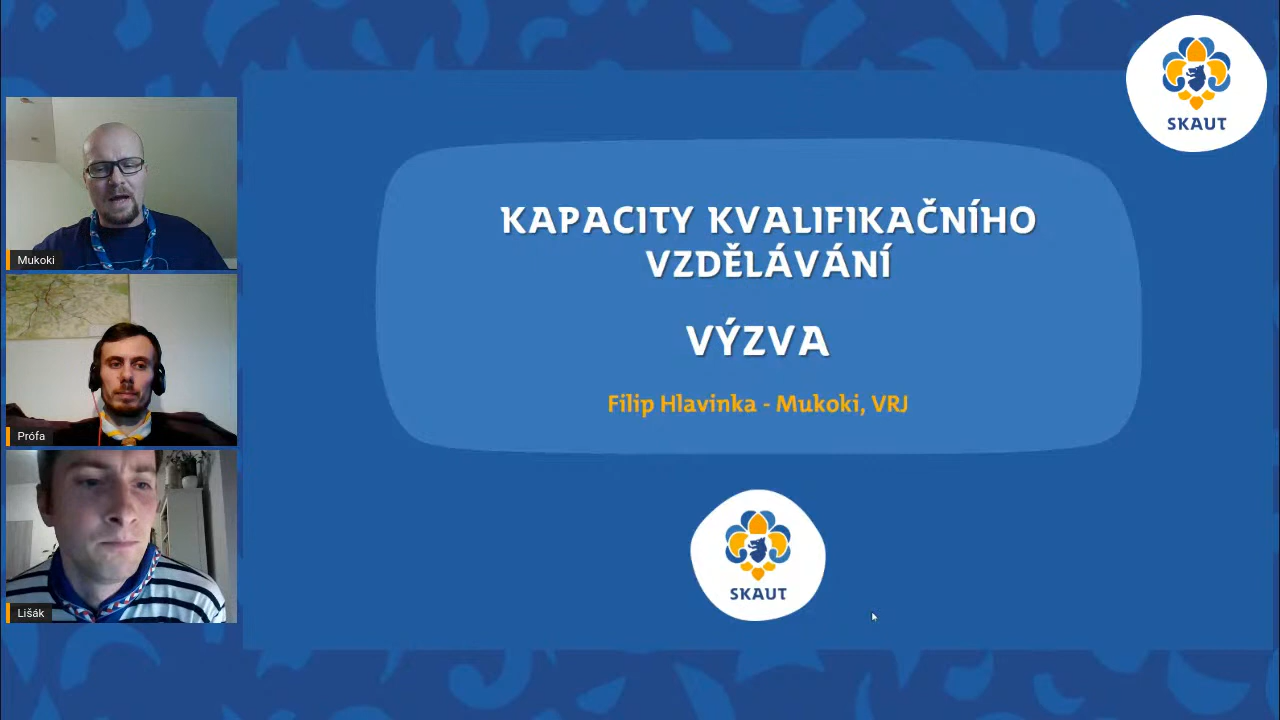 SKAUT
KAPACITY KVALIFIKAČNÍHO
VZDĚLÁVÁNÍ
VÝZVA
Filip Hlavinka - Mukoki, VRJ
SKAUT
Mukoki
Prófa
Lišák